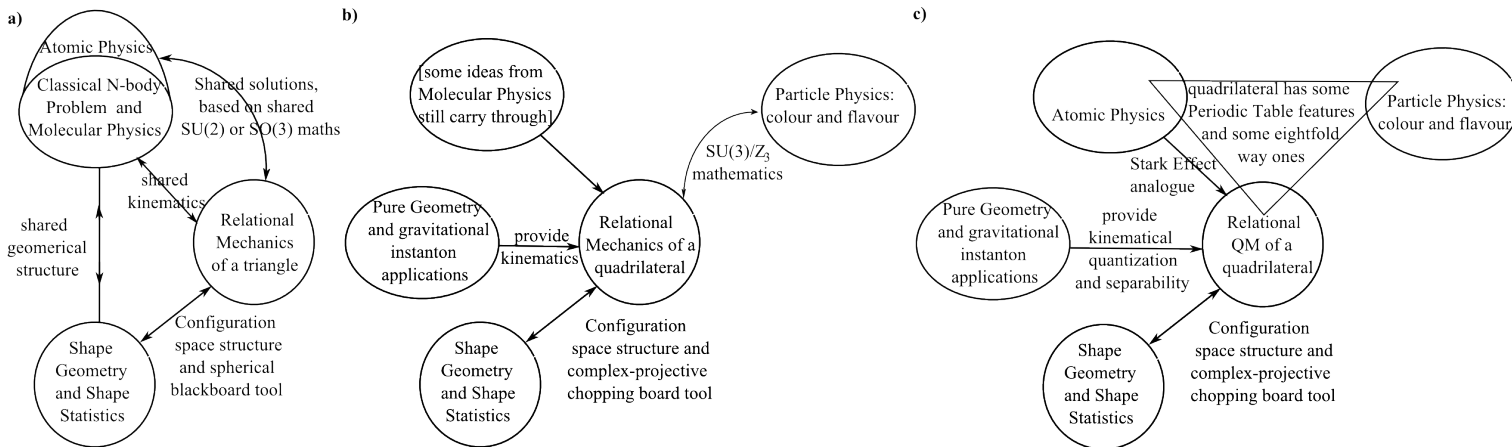 a)
Atomic Physics
Classical N-body
Problem and
Molecular Physics
Shared solutions,
based on shared
SU(2) or SO(3) maths
shared
kinematics
shared
geomerical
structure
Relational
Mechanics
of a triangle
Configuration
space structure
and spherical
blackboard tool
Shape
Geometry
and Shape
Statistics
b)
[some ideas from
Molecular Physics
still carry through]
Particle Physics:
colour and flavour
SU(3)/Z3
mathematics
Pure Geometry
and gravitational
instanton
applications
provide
kinematics
Relational
Mechanics of a
quadrilateral
Configuration
space structure and
complex-projective
chopping board tool
Shape
Geometry
and Shape
Statistics
c)
Atomic Physics
quadrilateral has some
Periodic Table features
and some eightfold
way ones
Particle Physics:
colour and flavour
Stark Effect
analogue
Pure Geometry
and gravitational
instanton
applications
provide
kinematical
quantization
and separability
Relational
QM of a
quadrilateral
Configuration
space structure and
complex-projective
chopping board tool
Shape
Geometry
and Shape
Statistics